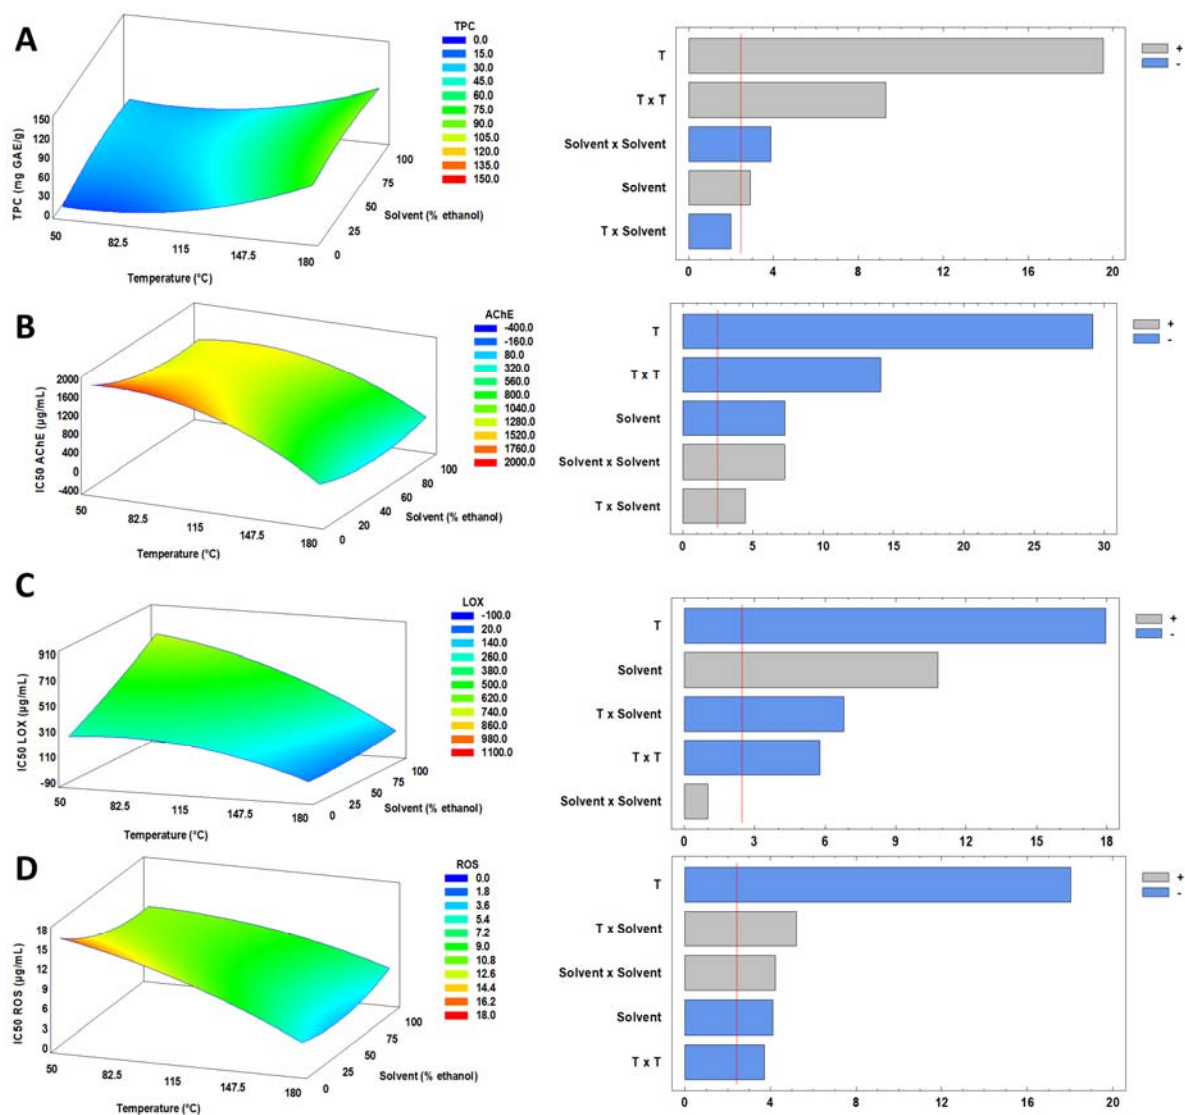 A
TPC
0.0
15.0
30.0
45.0
60.0
75.0
90.0
105.0
120.0
135.0
150.0
TPC (mg GAE/g)
150
120
90
60
30
0
50
82.5
115
147.5
180
Temperature (°C)
0
25
50
75
100
Solvent (% ethanol)
T
T x T
Solvent x Solvent
Solvent
T x Solvent
0 4 8 12 16 20
+
-
B
AChE
-400.0
-160.0
80.0
320.0
560.0
800.0
1040.0
1280.0
1520.0
1760.0
2000.0
IC50 AChE (µg/mL)
2000
1600
1200
800
400
0
-400
50
82.5
115
147.5
180
Temperature (°C)
0
20
40
60
80
100
Solvent (% ethanol)
T
T x T
Solvent
Solvent x Solvent
T x Solvent
0 5 10 15 20 25 30
+
-
C
LOX
-100.0
20.0
140.0
260.0
380.0
500.0
620.0
740.0
860.0
980.0
1100.0
IC50 LOX (µg/mL)
910
710
510
310
110
-90
50
82.5
115
147.5
180
Temperature (°C)
0
25
50
75
100
Solvent (% ethanol)
T
Solvent
T x Solvent
T x T
Solvent x Solvent
0 3 6 9 12 15 18
+
-
D
ROS
0.0
1.8
3.6
5.4
7.2
9.0
10.8
12.6
14.4
16.2
18.0
IC50 ROS (µg/mL)
18
15
12
9
6
3
0
50
82.5
115
147.5
180
Temperature (°C)
0
25
50
75
100
Solvent (% ethanol)
T
T x Solvent
Solvent x Solvent
Solvent
T x T
0 4 8 12 16 20
+
-